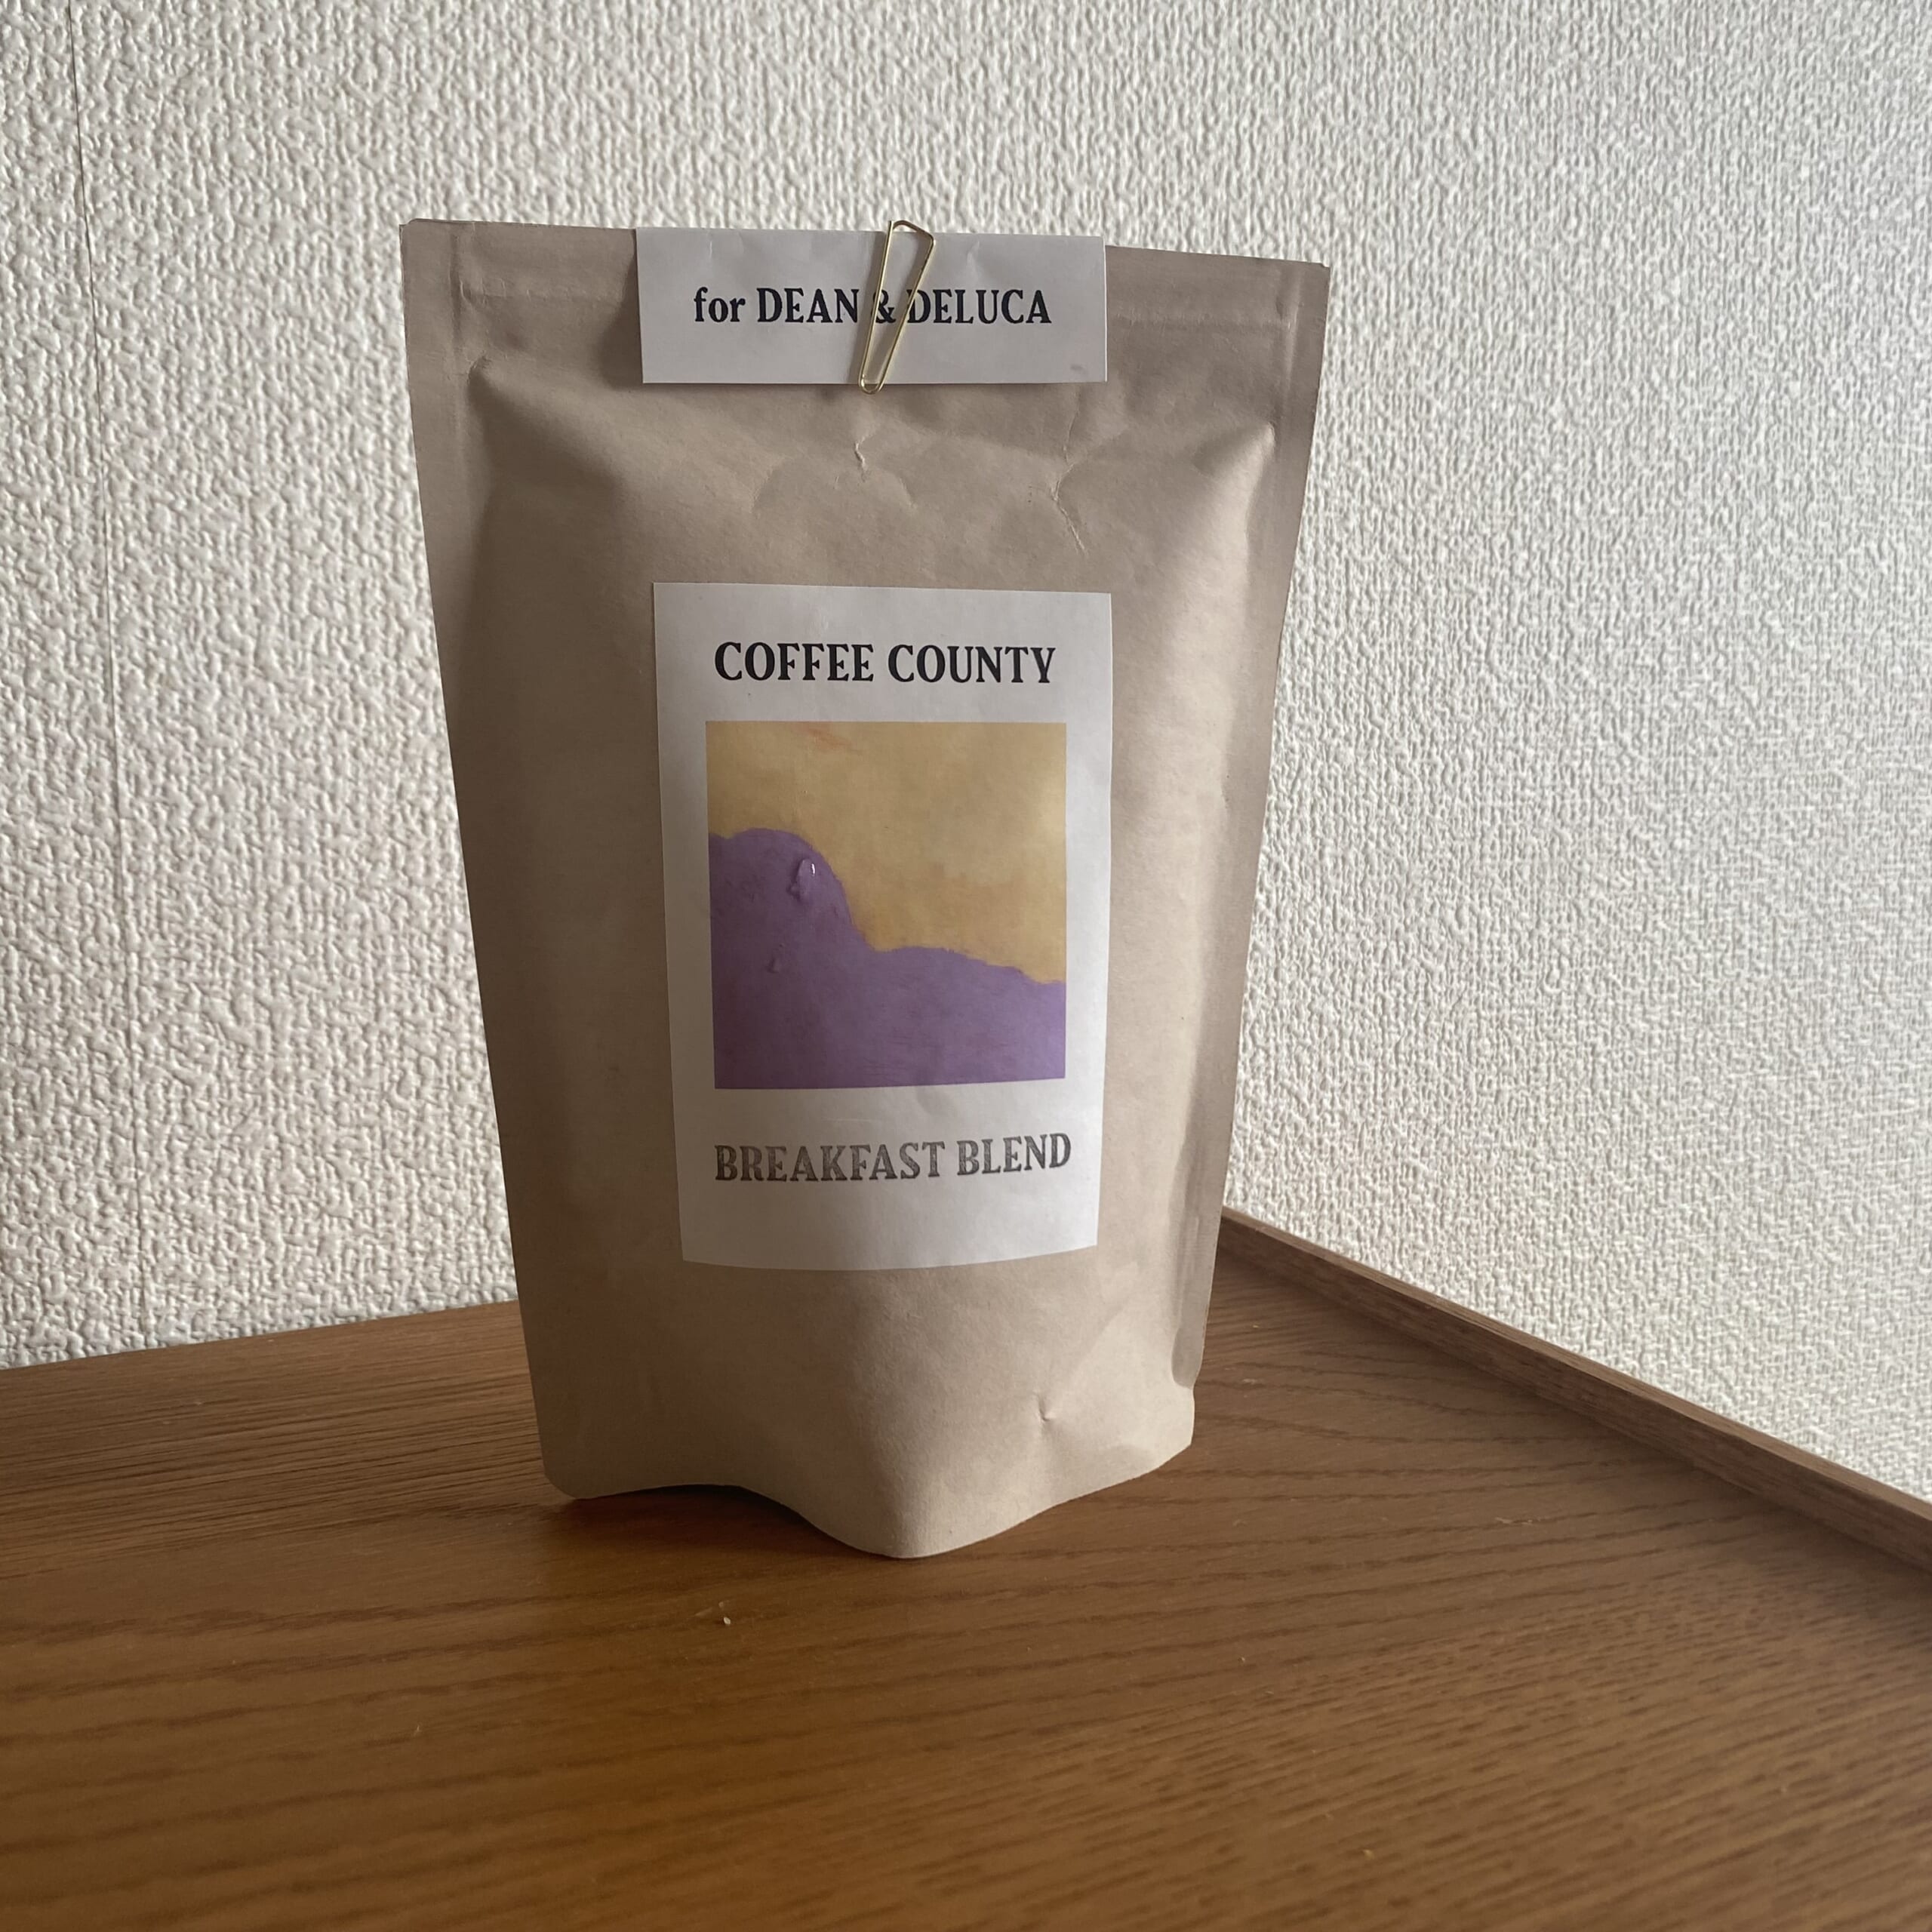 for DEAN & DELUCA
COFFEE COUNTY
BREAKFAST BLEND